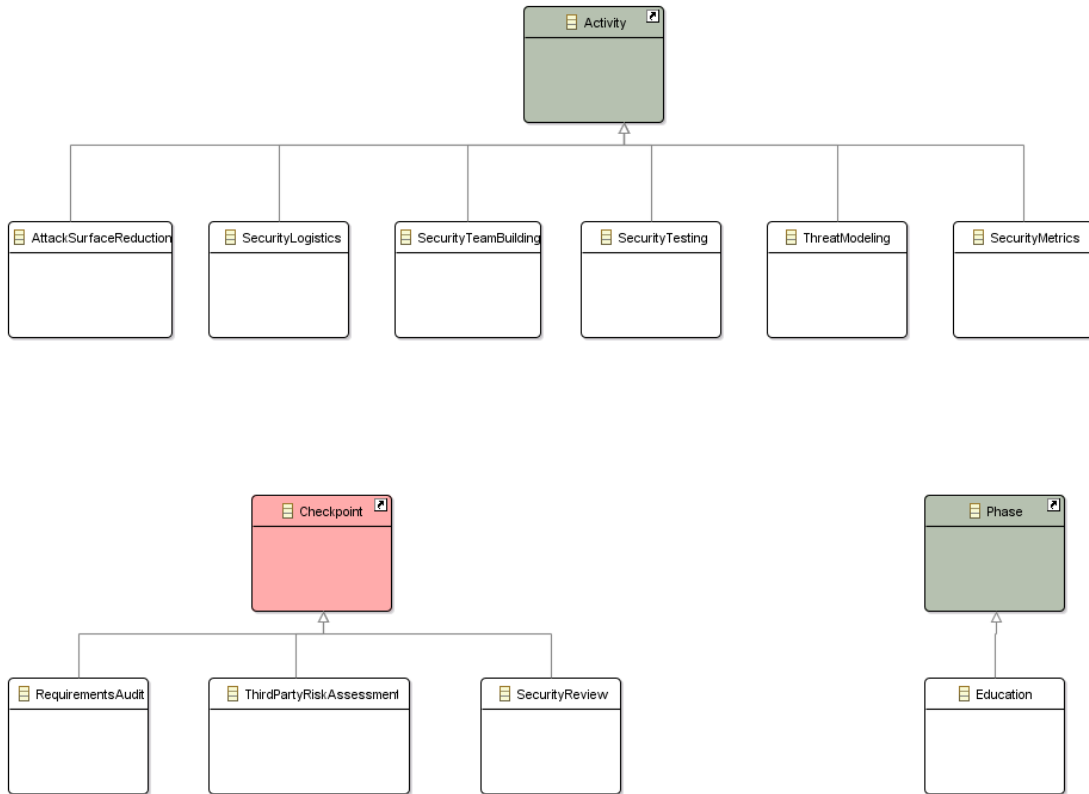 Activity
AttackSurfaceReduction
SecurityLogistics
SecurityTeamBuilding
SecurityTesting
ThreatModeling
SecurityMetrics
Checkpoint
Phase
RequirementsAudit
ThirdPartyRiskAssessment
SecurityReview
Education